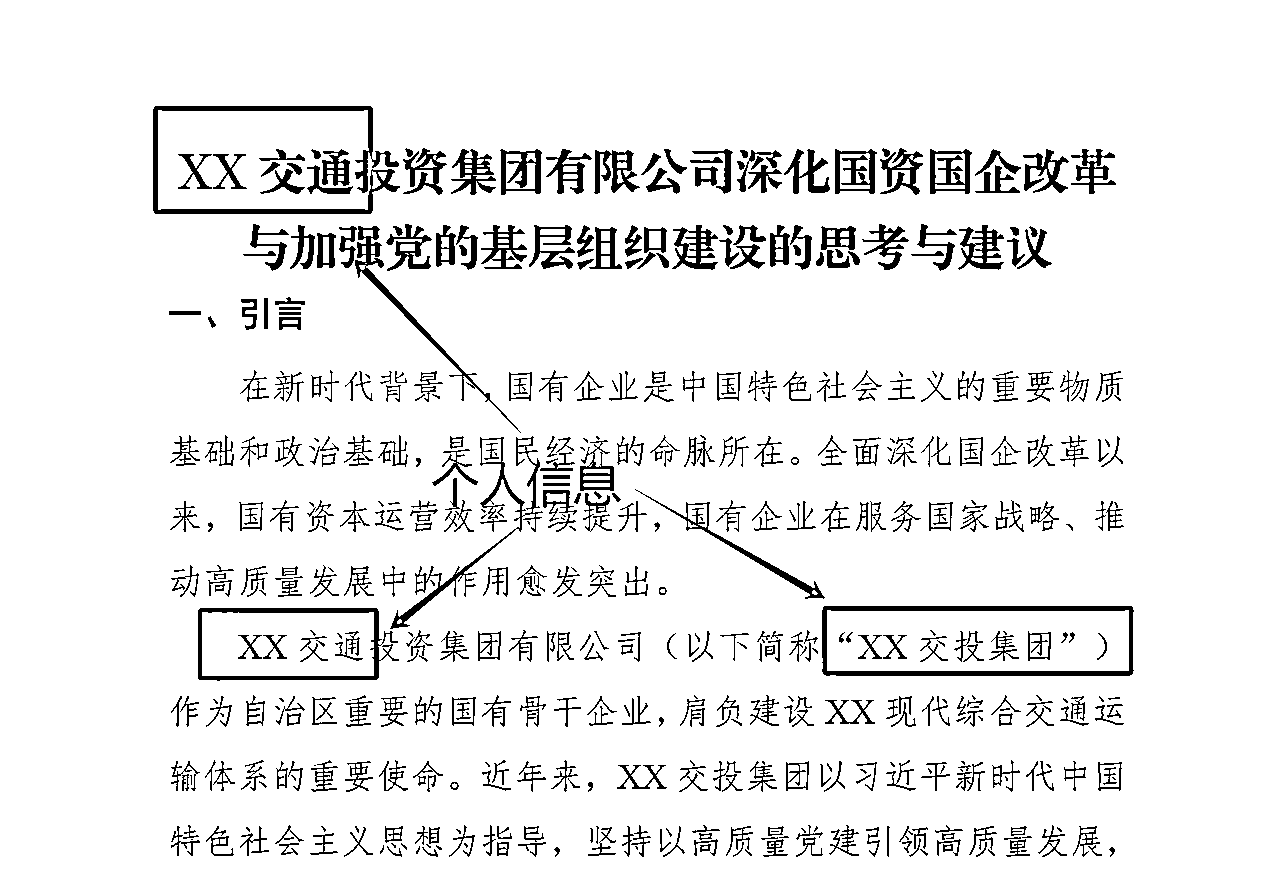 XX 交通投资集团有限公司深化国资国企改革
与加强党的基层组织建设的思考与建议
一、引言
在新时代背景下，国有企业是中国特色社会主义的重要物质
基础和政治基础，是国民经济的命脉所在。全面深化国企改革以
个人信息
来，国有资本运营效率持续提升，国有企业在服务国家战略、推
动高质量发展中的作用愈发突出。
XX 交通投资集团有限公司（以下简称“XX 交投集团”）
作为自治区重要的国有骨干企业，肩负建设 XX 现代综合交通运
输体系的重要使命。近年来，XX 交投集团以习近平新时代中国
特色社会主义思想为指导，坚持以高质量党建引领高质量发展，